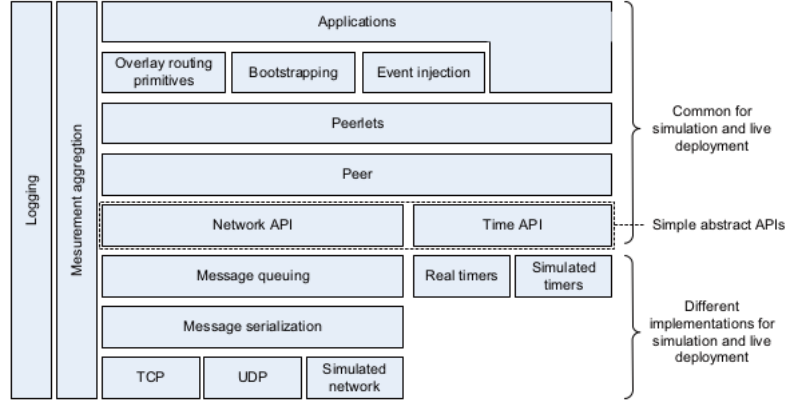 Applications
Overlay routing
primitives
Bootstrapping
Event injection
Peerlets
Peer
Network API
Time API
Message queuing
Real timers
Simulated
timers
Message serialization
TCP
UDP
Simulated
network
Logging
Mesurement aggregtion
Common for
simulation and live
deployment
Simple abstract APIs
Different
implementations for
simulation and live
deployment